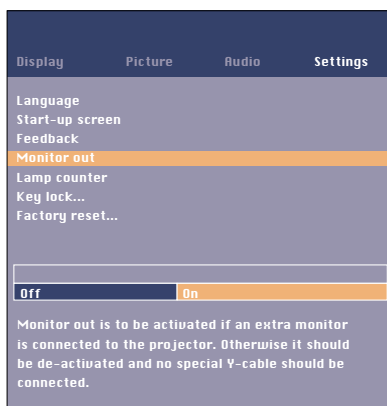 Display Picture Audio Settings
Language
Start-up screen
Feedback
Monitor out
Lamp counter
Key lock...
Factory reset...
Off On
Monitor out is to be activated if an extra monitor
is connected to the projector. Otherwise it should
be de-activated and no special Y-cable should be
connected.